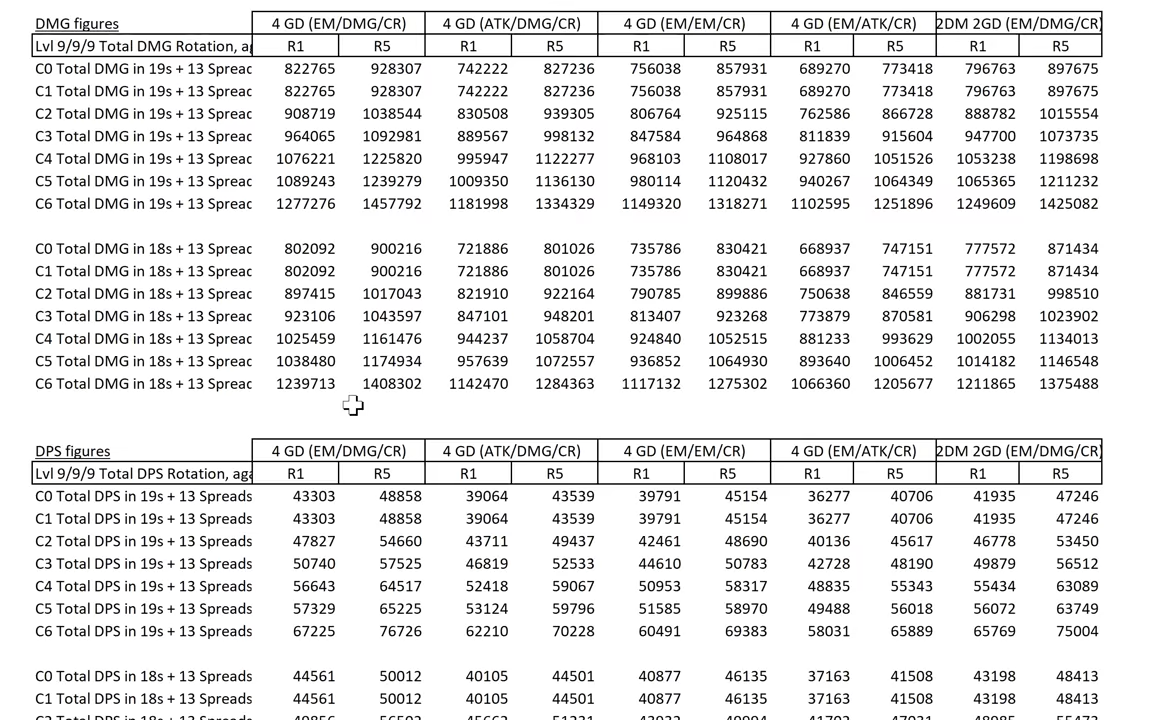 DMG figures 4 GD (EM/DMG/CR) 4 GD (ATK/DMG/CR) 4 GD (EM/EM/CR) 4 GD (EM/ATK/CR) 2DM 2GD (EM/DMG/CR)
Lvl 9/9/9 Total DMG Rotation, ag R1 R5 R1 R5 R1 R5 R1 R5 R1 R5
C0 Total DMG in 19s + 13 Spread 822765 928307 742222 827236 756038 857931 689270 773418 796763 897675
C1 Total DMG in 19s + 13 Spread 822765 928307 742222 827236 756038 857931 689270 773418 796763 897675
C2 Total DMG in 19s + 13 Spread 908719 1038544 830508 939305 806764 925115 762586 866728 888782 1015554
C3 Total DMG in 19s + 13 Spread 964065 1092981 889567 998132 847584 964868 811839 915604 947700 1073735
C4 Total DMG in 19s + 13 Spread 1076221 1225820 995947 1122277 968103 1108017 927860 1051526 1053238 1198698
C5 Total DMG in 19s + 13 Spread 1089243 1239279 1009350 1136130 980114 1120432 940267 1064349 1065365 1211232
C6 Total DMG in 19s + 13 Spread 1277276 1457792 1181998 1334329 1149320 1318271 1102595 1251896 1249609 1425082
C0 Total DMG in 18s + 13 Spread 802092 900216 721886 801026 735786 830421 668937 747151 777572 871434
C1 Total DMG in 18s + 13 Spread 802092 900216 721886 801026 735786 830421 668937 747151 777572 871434
C2 Total DMG in 18s + 13 Spread 897415 1017043 821910 922164 790785 899886 750638 846559 881731 998510
C3 Total DMG in 18s + 13 Spread 923106 1043597 847101 948201 813407 923268 773879 870581 906298 1023902
C4 Total DMG in 18s + 13 Spread 1025459 1161476 944237 1058704 924840 1052515 881233 993629 1002055 1134013
C5 Total DMG in 18s + 13 Spread 1038480 1174934 957639 1072557 936852 1064930 893640 1006452 1014182 1146548
C6 Total DMG in 18s + 13 Spread 1239713 1408302 1142470 1284363 1117132 1275302 1066360 1205677 1211865 1375488
DPS figures 4 GD (EM/DMG/CR) 4 GD (ATK/DMG/CR) 4 GD (EM/EM/CR) 4 GD (EM/ATK/CR) 2DM 2GD (EM/DMG/CR)
Lvl 9/9/9 Total DPS Rotation, aga R1 R5 R1 R5 R1 R5 R1 R5 R1 R5
C0 Total DPS in 19s + 13 Spreads 43303 48858 39064 43539 39791 45154 36277 40706 41935 47246
C1 Total DPS in 19s + 13 Spreads 43303 48858 39064 43539 39791 45154 36277 40706 41935 47246
C2 Total DPS in 19s + 13 Spreads 47827 54660 43711 49437 42461 48690 40136 45617 46778 53450
C3 Total DPS in 19s + 13 Spreads 50740 57525 46819 52533 44610 50783 42728 48190 49879 56512
C4 Total DPS in 19s + 13 Spreads 56643 64517 52418 59067 50953 58317 48835 55343 55434 63089
C5 Total DPS in 19s + 13 Spreads 57329 65225 53124 59796 51585 58970 49488 56018 56072 63749
C6 Total DPS in 19s + 13 Spreads 67225 76726 62210 70228 60491 69383 58031 65889 65769 75004
C0 Total DPS in 18s + 13 Spreads 44561 50012 40105 44501 40877 46135 37163 41508 43198 48413
C1 Total DPS in 18s + 13 Spreads 44561 50012 40105 44501 40877 46135 37163 41508 43198 48413